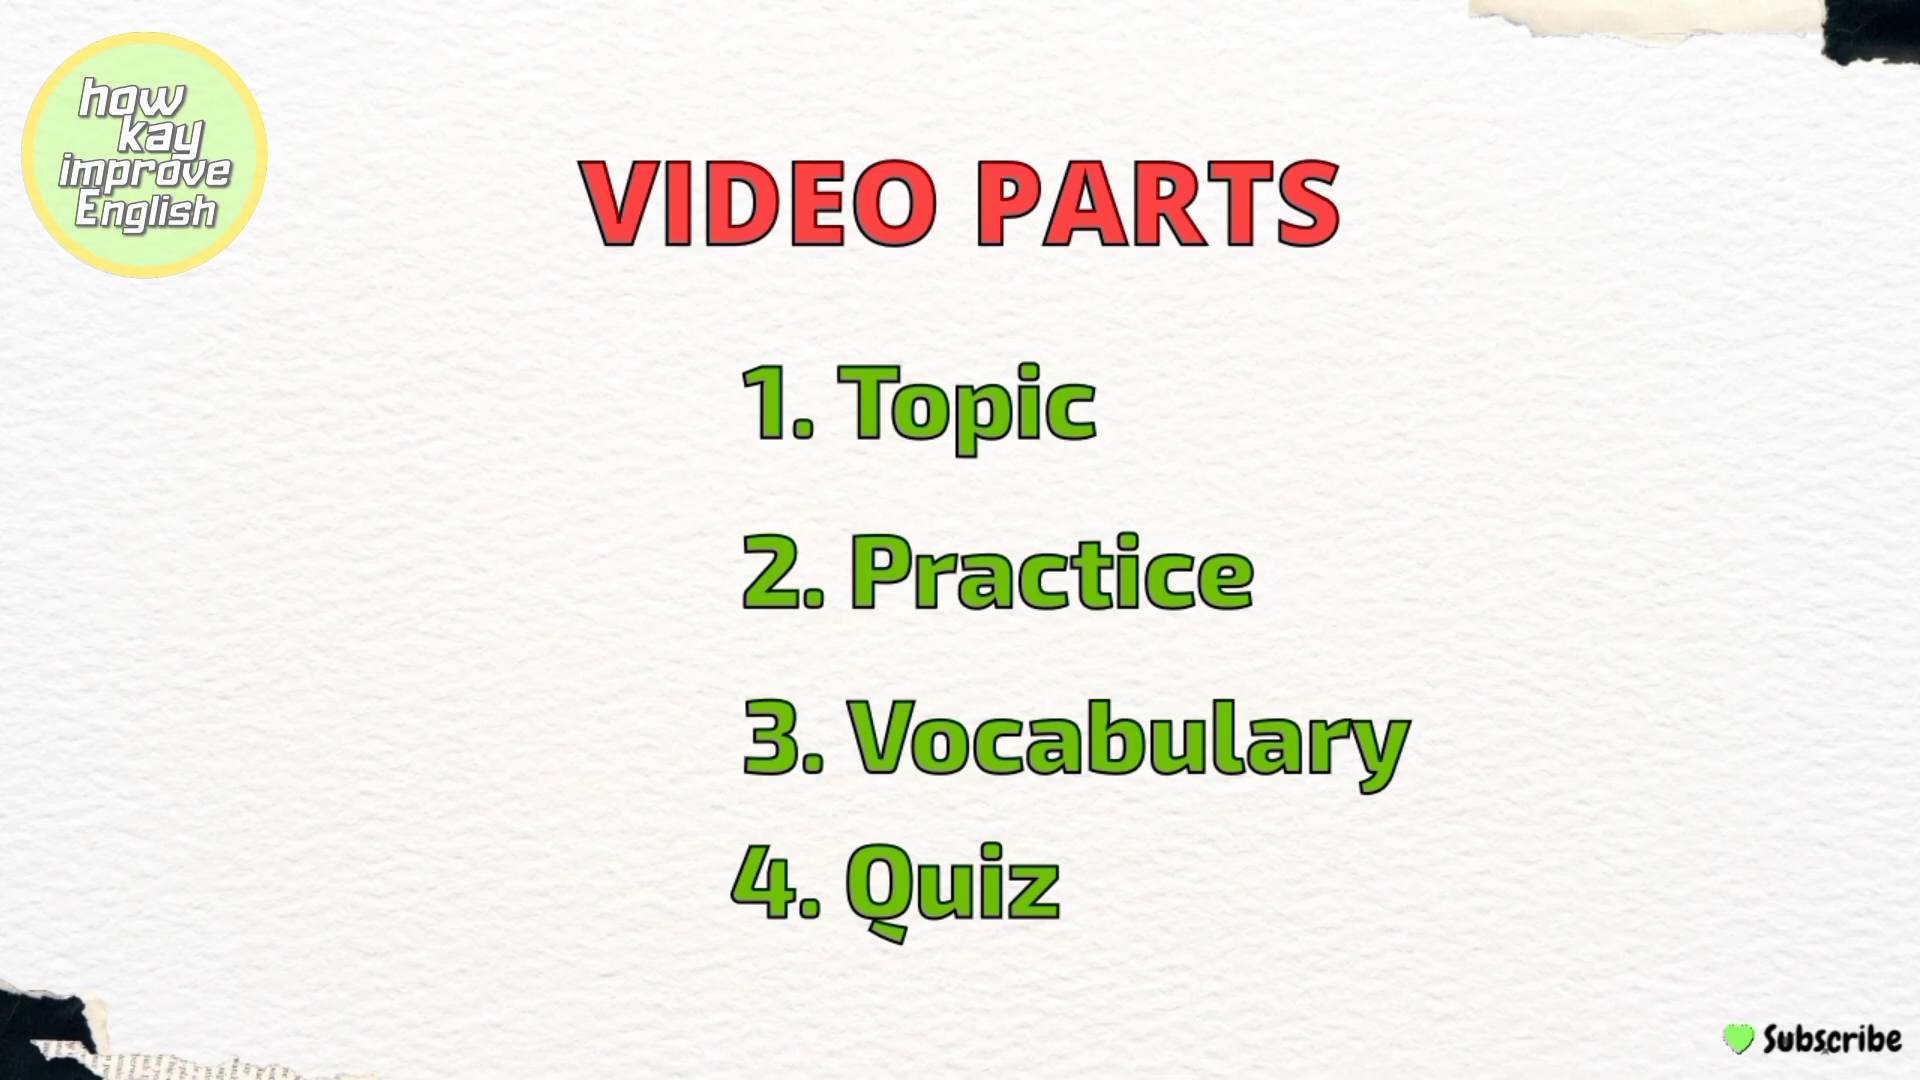 how
kay
improve
English
VIDEO PARTS
1. Topic
2. Practice
3. Vocabulary
4. Quiz
Subscribe